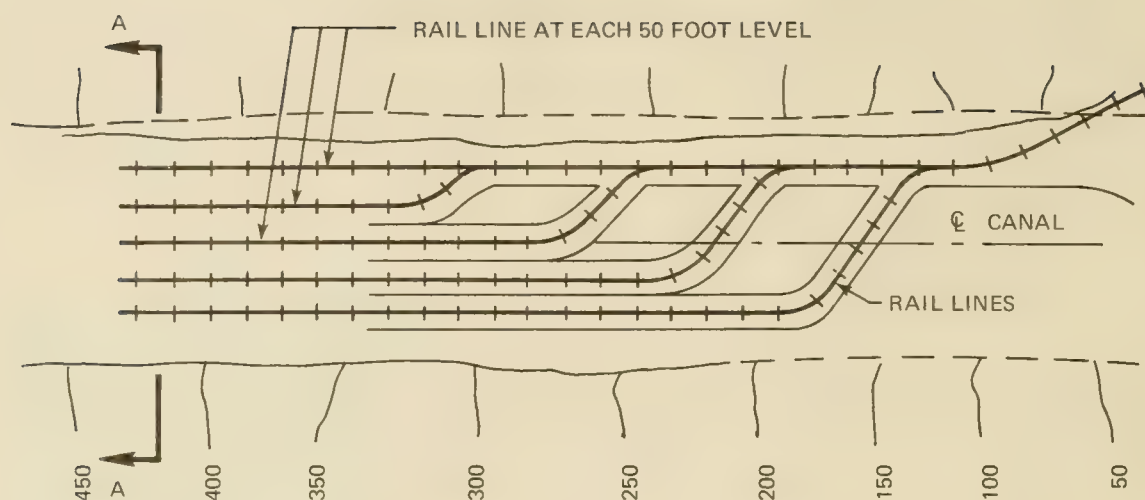 A
RAIL LINE AT EACH 50 FOOT LEVEL
℄ CANAL
RAIL LINES
450 400 350 300 250 200 150 100 50
A